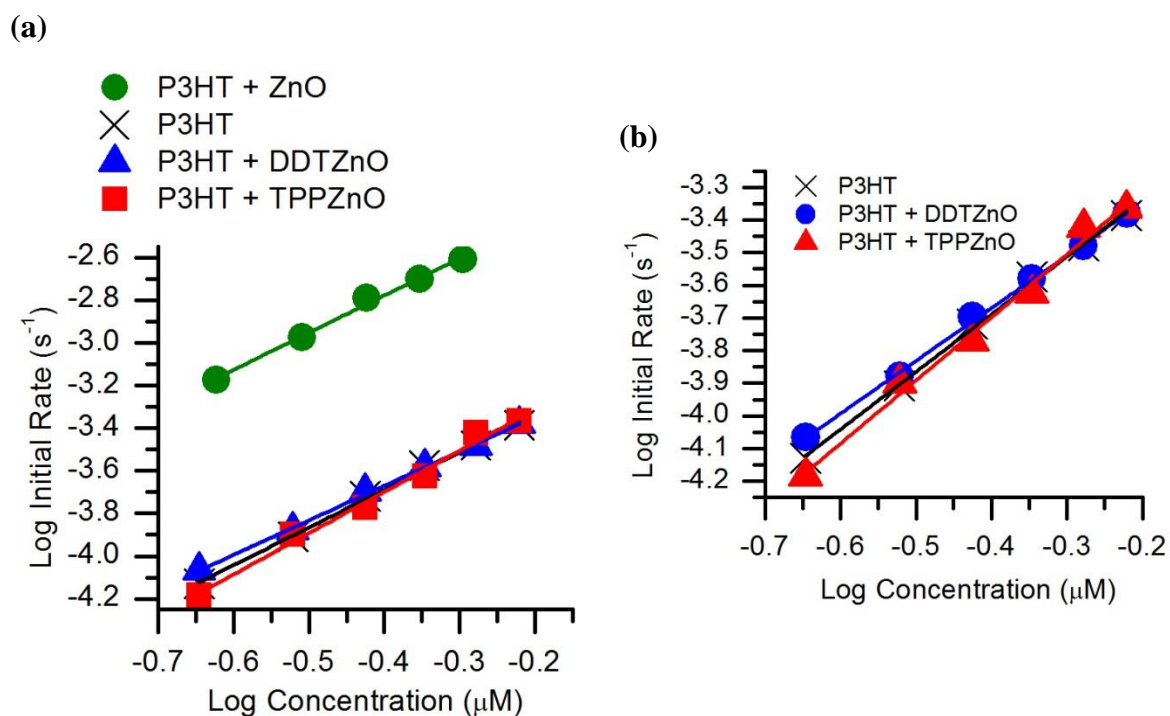 (a)
P3HT + ZnO
P3HT
P3HT + DDTZnO
P3HT + TPPZnO
-2.6
-2.8
-3.0
-3.2
-3.4
-3.6
-3.8
-4.0
-4.2
Log Initial Rate (s⁻¹)
-0.7 -0.6 -0.5 -0.4 -0.3 -0.2
Log Concentration (μM)
(b)
P3HT
P3HT + DDTZnO
P3HT + TPPZnO
-3.3
-3.4
-3.5
-3.6
-3.7
-3.8
-3.9
-4.0
-4.1
-4.2
Log Initial Rate (s⁻¹)
-0.7 -0.6 -0.5 -0.4 -0.3 -0.2
Log Concentration (μM)